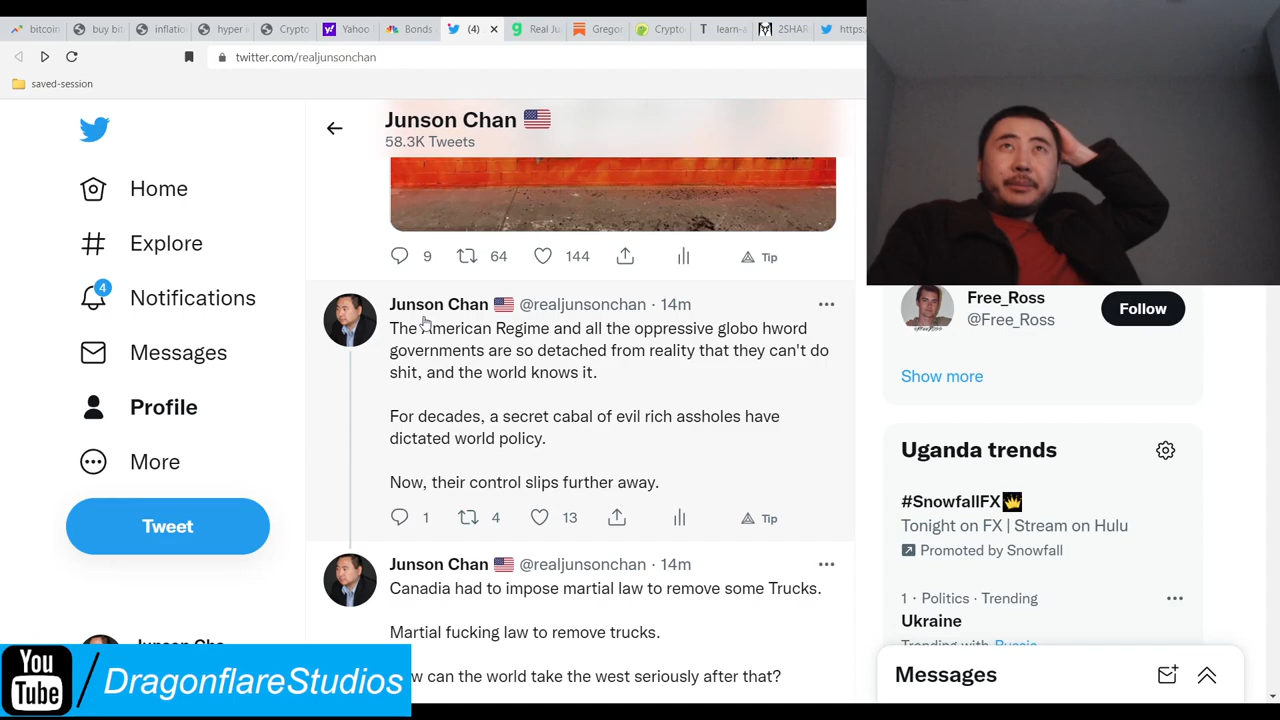 bitcoin
buy bi
inflatio
hyper i
Crypto
Yahoo
Bonds
(4)
Real Ju
Gregor
Crypto
learn-a
2SHAR
https:
twitter.com/realjunsonchan
saved-session
Junson Chan
58.3K Tweets
Home
Explore
4
Notifications
Messages
Profile
More
Tweet
9
64
144
Tip
Junson Chan @realjunsonchan · 14m
The American Regime and all the oppressive globo hword
governments are so detached from reality that they can't do
shit, and the world knows it.
For decades, a secret cabal of evil rich assholes have
dictated world policy.
Now, their control slips further away.
1
4
13
Tip
Junson Chan @realjunsonchan · 14m
Canada had to impose martial law to remove some Trucks.
Martial fucking law to remove trucks.
can the world take the west seriously after that?
Free_Ross
@Free_Ross
Follow
Show more
Uganda trends
#SnowfallFX
Tonight on FX | Stream on Hulu
Promoted by Snowfall
1 · Politics · Trending
Ukraine
Trending with Russia
Messages
You
Tube
/ DragonflareStudios